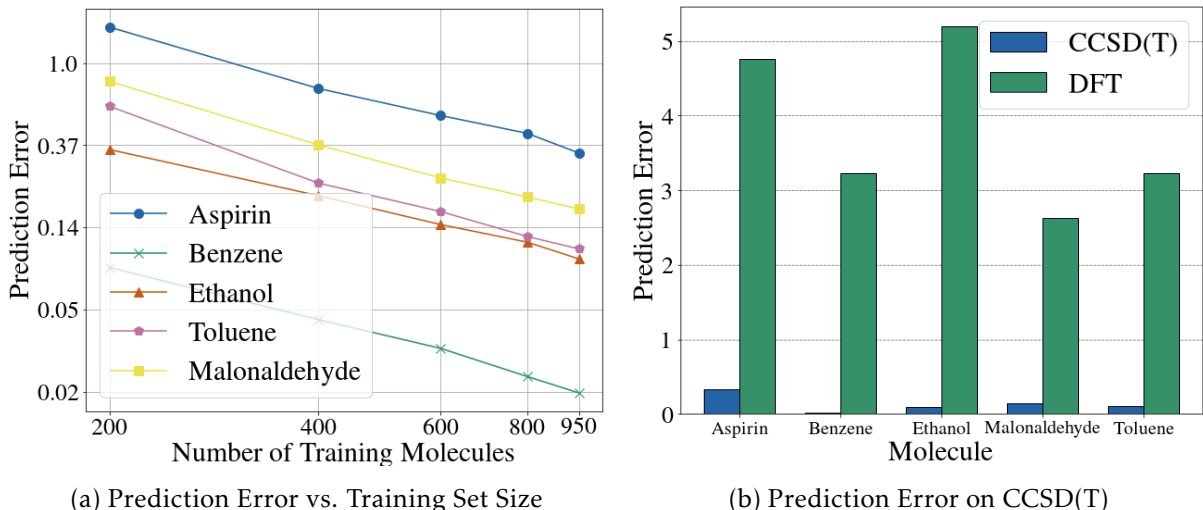 Prediction Error
1.0
0.37
0.14
0.05
0.02
Aspirin
Benzene
Ethanol
Toluene
Malonaldehyde
200
400
600
800
950
Number of Training Molecules
(a) Prediction Error vs. Training Set Size
Prediction Error
5
4
3
2
1
0
CCSD(T)
DFT
Aspirin
Benzene
Ethanol
Malonaldehyde
Toluene
Molecule
(b) Prediction Error on CCSD(T)